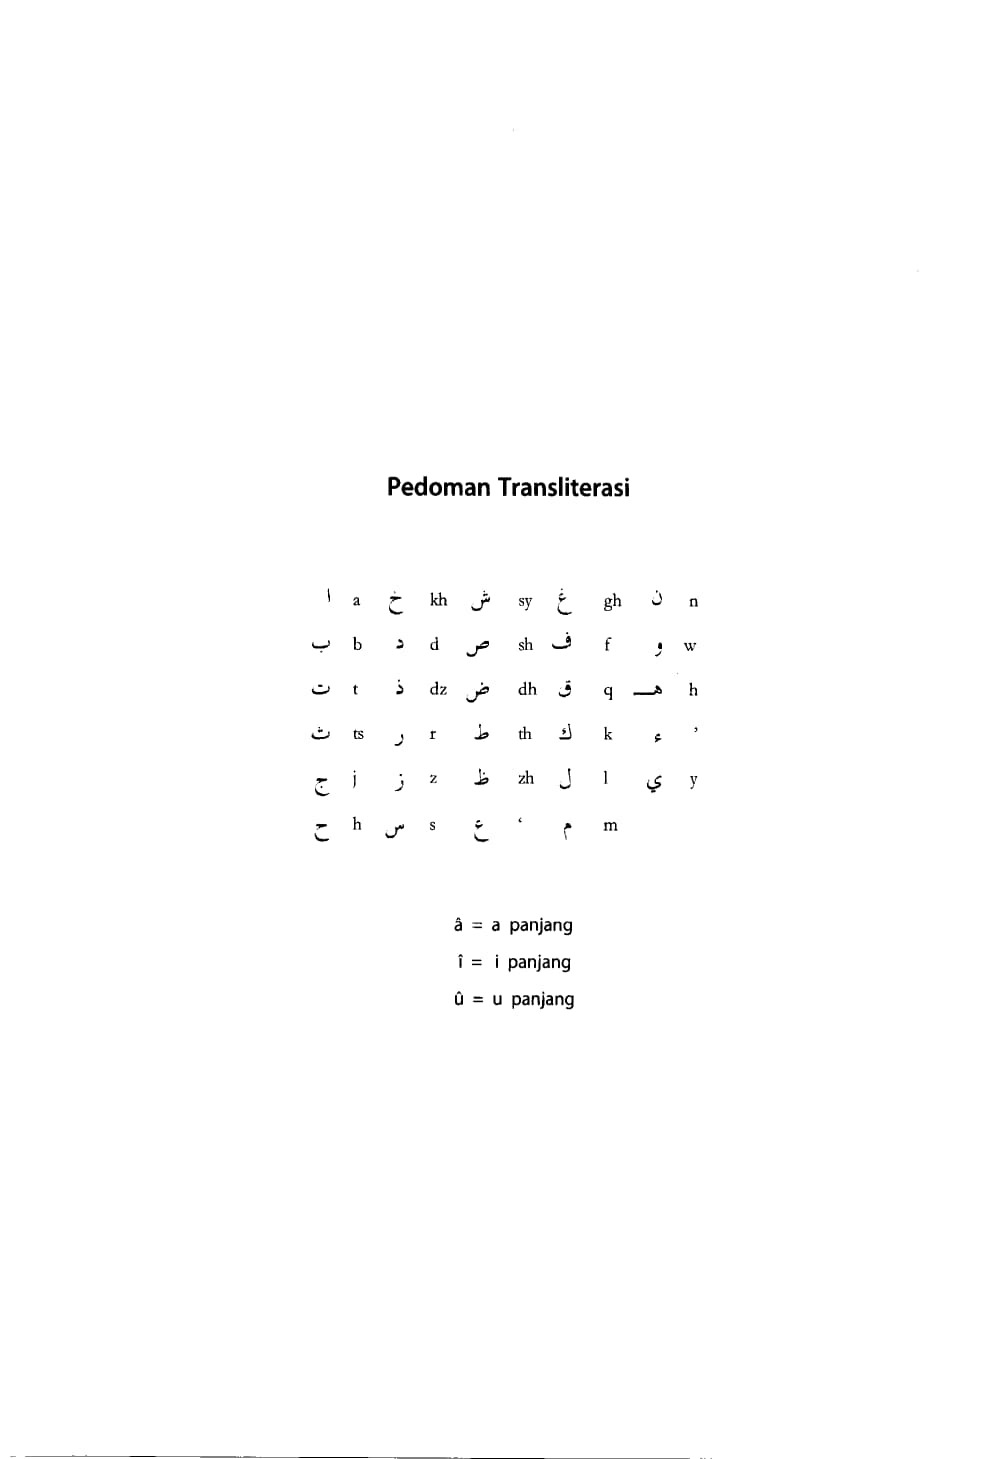 Pedoman Transliterasi
ا a خ kh ش sy غ gh ن n
ب b د d ص sh ف f و w
ت t ذ dz ض dh ق q هـ h
ث ts ر r ط th ك k ء ’
ج j ز z ظ zh ل l ي y
ح h س s ع ‘ م m
â = a panjang
î = i panjang
û = u panjang